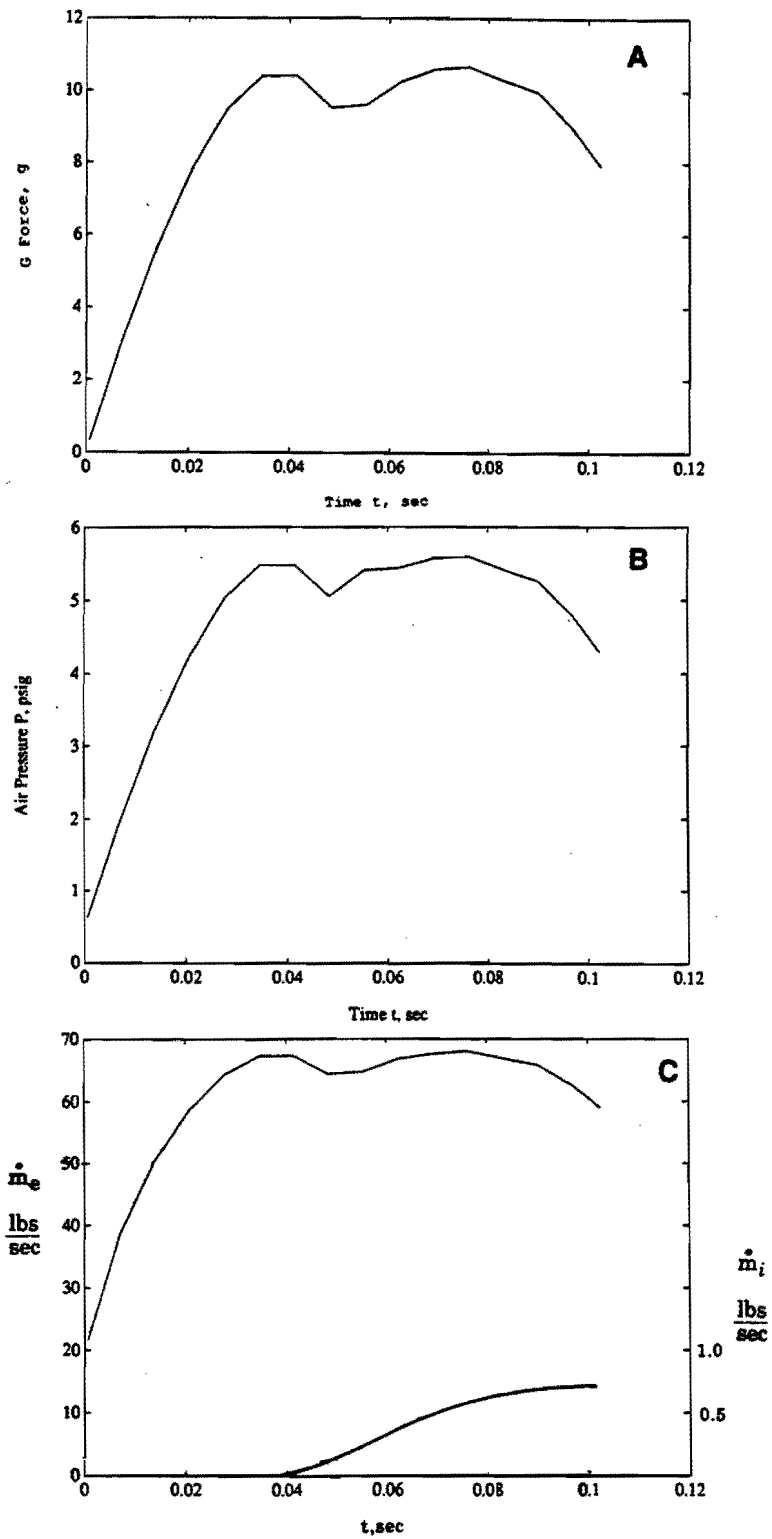 A
12
10
8
6
4
2
0
G Force, g
0 0.02 0.04 0.06 0.08 0.1 0.12
Time t, sec
B
6
5
4
3
2
1
0
Air Pressure P, psig
0 0.02 0.04 0.06 0.08 0.1 0.12
Time t, sec
C
70
60
50
40
30
20
10
0
ṁe
lbs
sec
ṁi
lbs
sec
1.0
0.5
0 0.02 0.04 0.06 0.08 0.1 0.12
t,sec